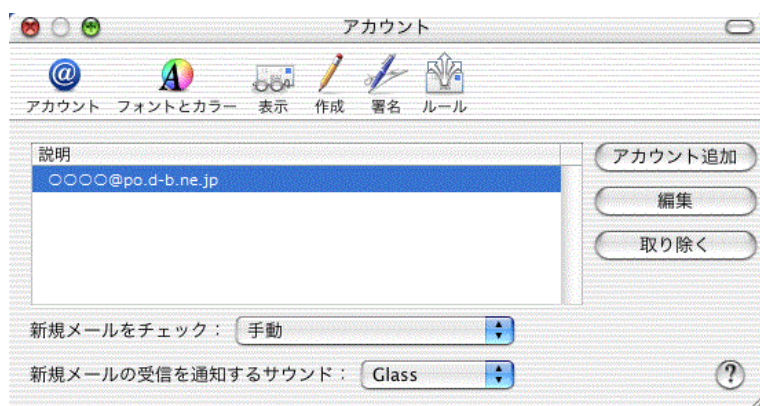 アカウント
アカウント フォントとカラー 表示 作成 署名 ルール
説明
○○○○@po.d-b.ne.jp
アカウント追加
編集
取り除く
新規メールをチェック： 手動
新規メールの受信を通知するサウンド： Glass
?